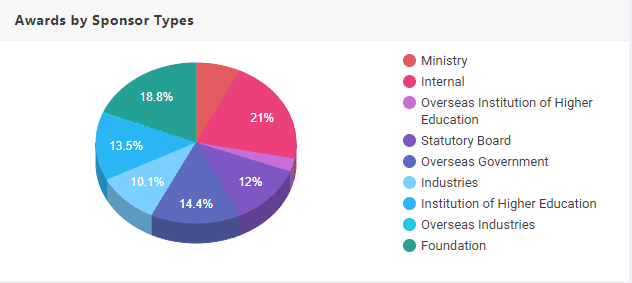 Awards by Sponsor Types
18.8%
21%
13.5%
10.1%
14.4%
12%
Ministry
Internal
Overseas Institution of Higher
Education
Statutory Board
Overseas Government
Industries
Institution of Higher Education
Overseas Industries
Foundation